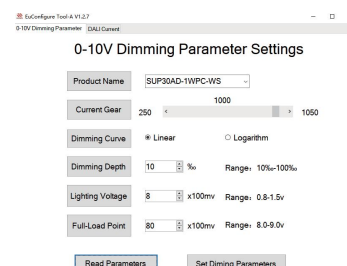 EuConfigure Tool-A V1.2.7
0-10V Dimming Parameter DALI Current
0-10V Dimming Parameter Settings
Product Name SUP30AD-1WPC-WS
1000
Current Gear 250 1050
Dimming Curve Linear Logarithm
Dimming Depth 10 ‰ Range：10‰-100‰
Lighting Voltage 8 x100mv Range：0.8-1.5v
Full-Load Point 80 x100mv Range：8.0-9.0v
Read Parameters Set Diming Parameters